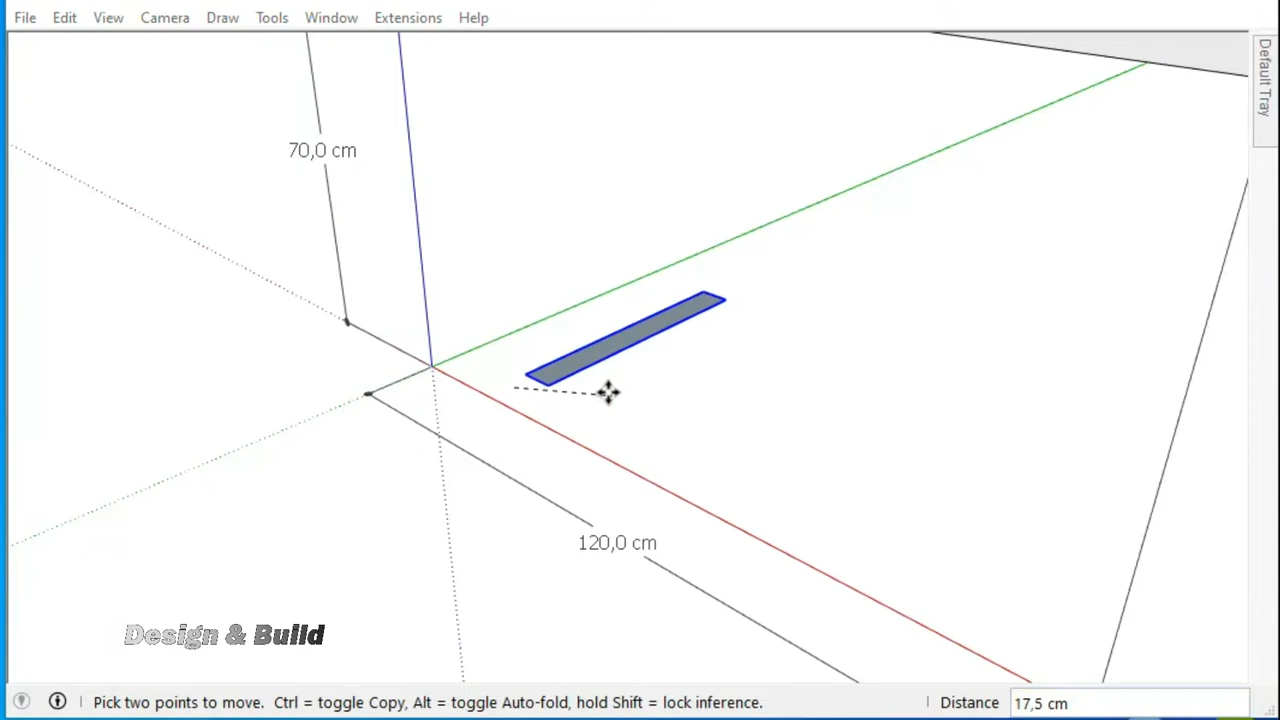 File Edit View Camera Draw Tools Window Extensions Help
Default Tray
70,0 cm
120,0 cm
Design & Build
Pick two points to move. Ctrl = toggle Copy, Alt = toggle Auto-fold, hold Shift = lock inference. Distance 17,5 cm